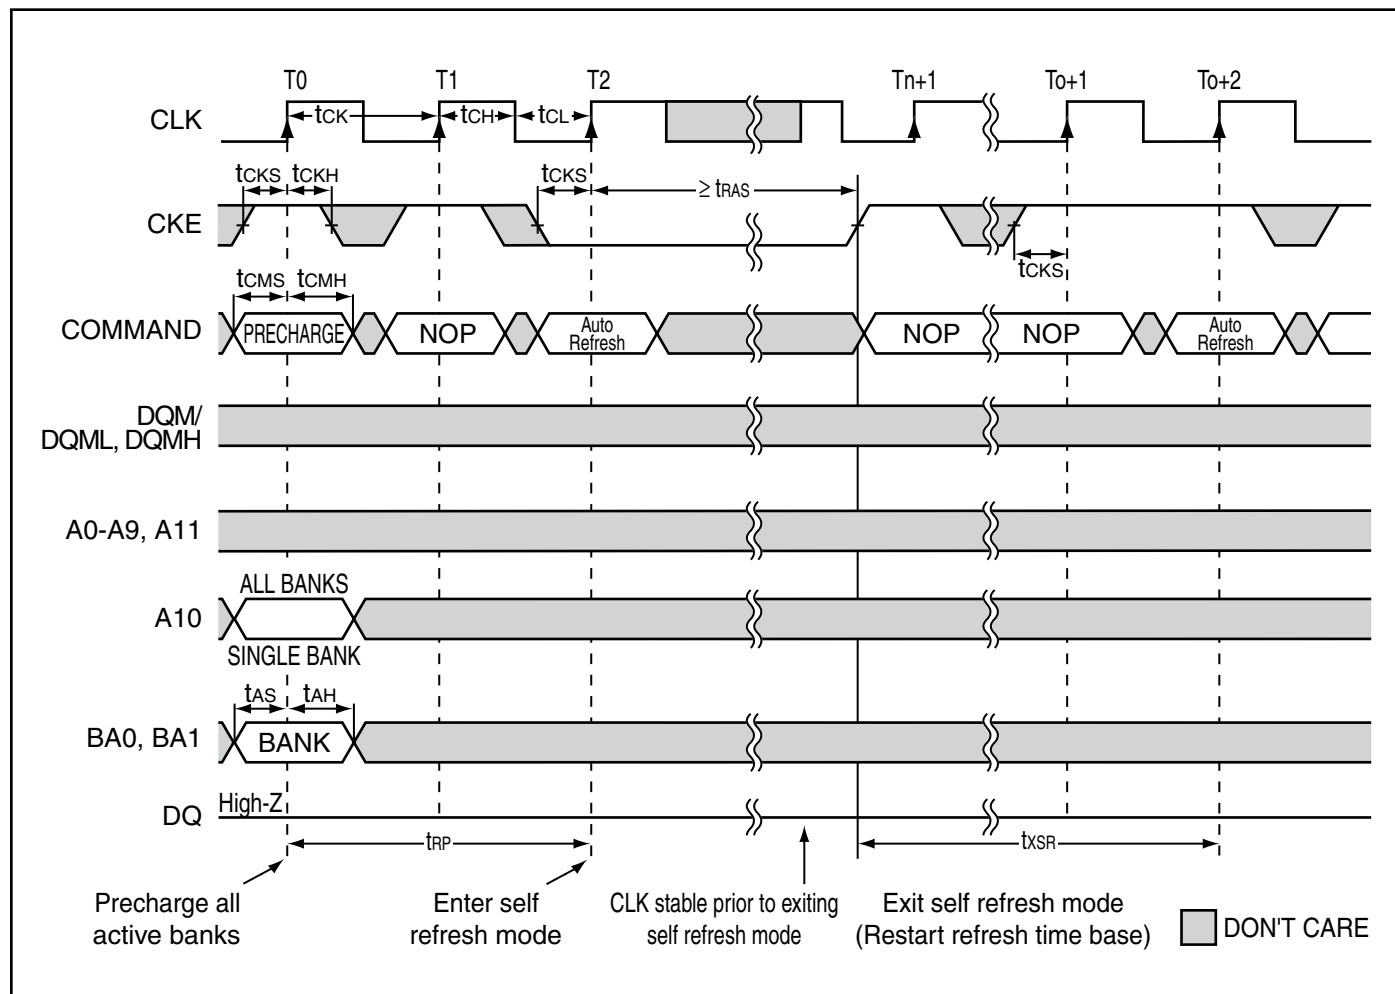 T0 T1 T2 Tn+1 To+1 To+2
CLK
tCK tCH tCL
tCKS tCKH tCKS ≥ tRAS
CKE
tCKS
tCMS tCMH
COMMAND
PRECHARGE NOP Auto Refresh NOP NOP Auto Refresh
DQM/
DQML, DQMH
A0-A9, A11
ALL BANKS
A10
SINGLE BANK
tAS tAH
BA0, BA1
BANK
High-Z
DQ
tRP tXSR
Precharge all
active banks
Enter self
refresh mode
CLK stable prior to exiting
self refresh mode
Exit self refresh mode
(Restart refresh time base)
DON'T CARE